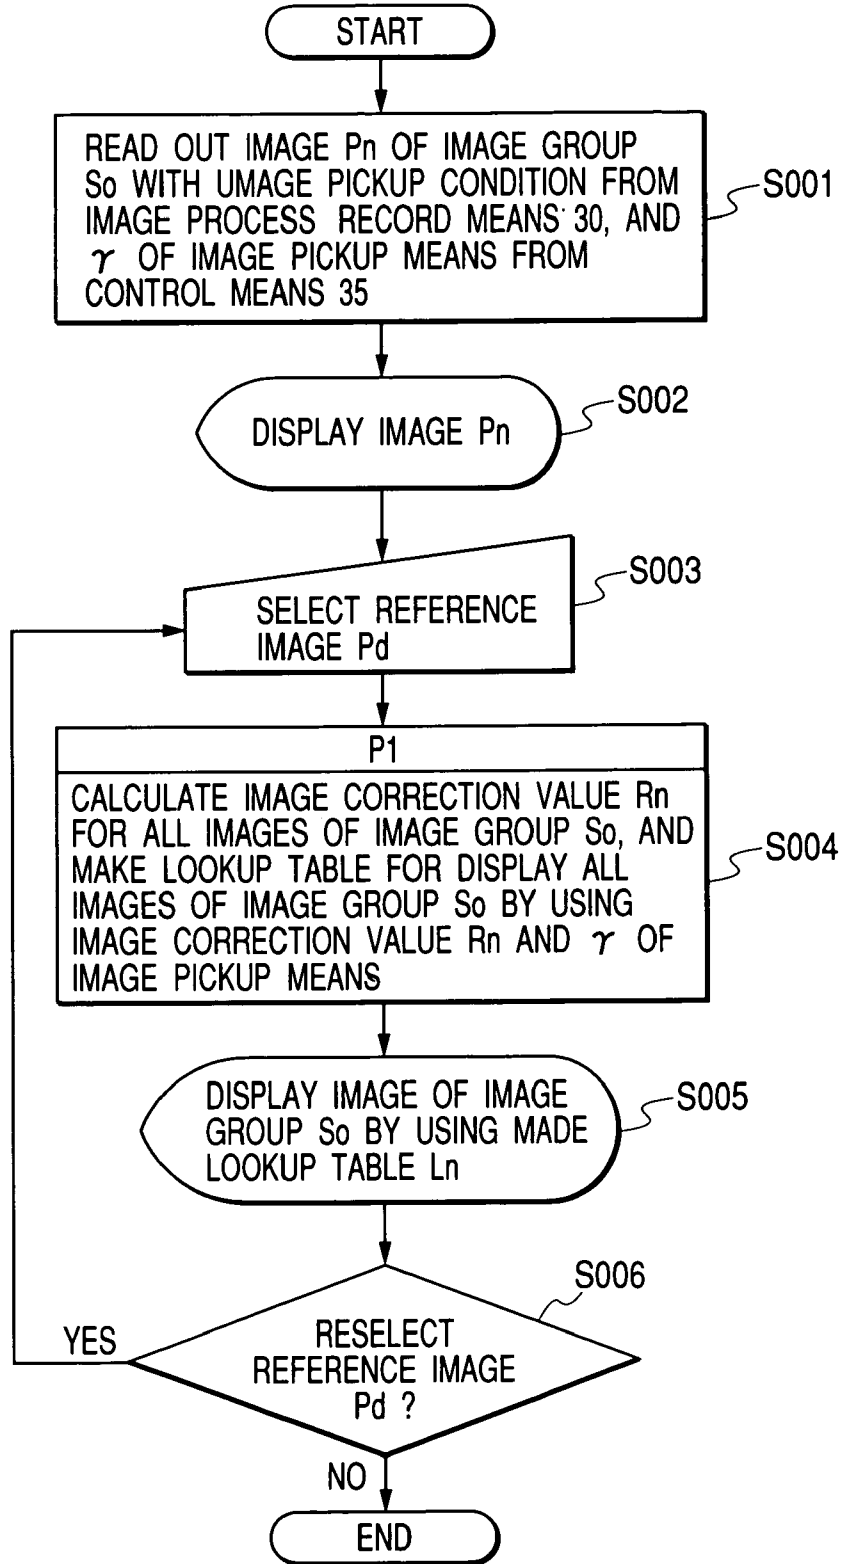 START
READ OUT IMAGE Pn OF IMAGE GROUP
So WITH UMAGE PICKUP CONDITION FROM
IMAGE PROCESS RECORD MEANS 30, AND
γ OF IMAGE PICKUP MEANS FROM
CONTROL MEANS 35
S001
DISPLAY IMAGE Pn
S002
SELECT REFERENCE
IMAGE Pd
S003
P1
CALCULATE IMAGE CORRECTION VALUE Rn
FOR ALL IMAGES OF IMAGE GROUP So, AND
MAKE LOOKUP TABLE FOR DISPLAY ALL
IMAGES OF IMAGE GROUP So BY USING
IMAGE CORRECTION VALUE Rn AND γ OF
IMAGE PICKUP MEANS
S004
DISPLAY IMAGE OF IMAGE
GROUP So BY USING MADE
LOOKUP TABLE Ln
S005
RESELECT
REFERENCE IMAGE
Pd ?
S006
YES
NO
END